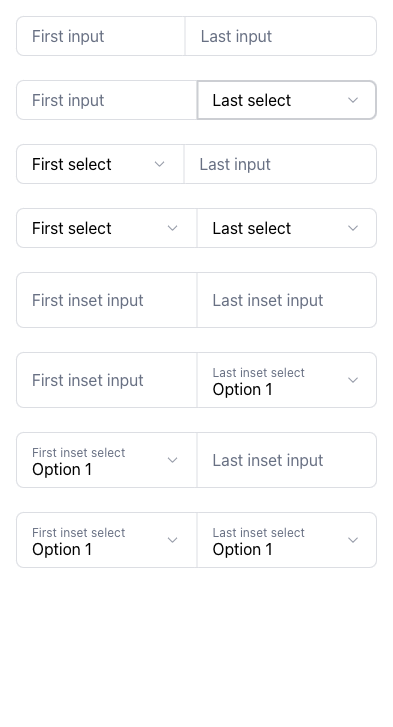 First input Last input
First input Last select
First select Last input
First select Last select
First inset input Last inset input
First inset input Last inset select
Option 1
First inset select Last inset input
Option 1
First inset select Last inset select
Option 1 Option 1